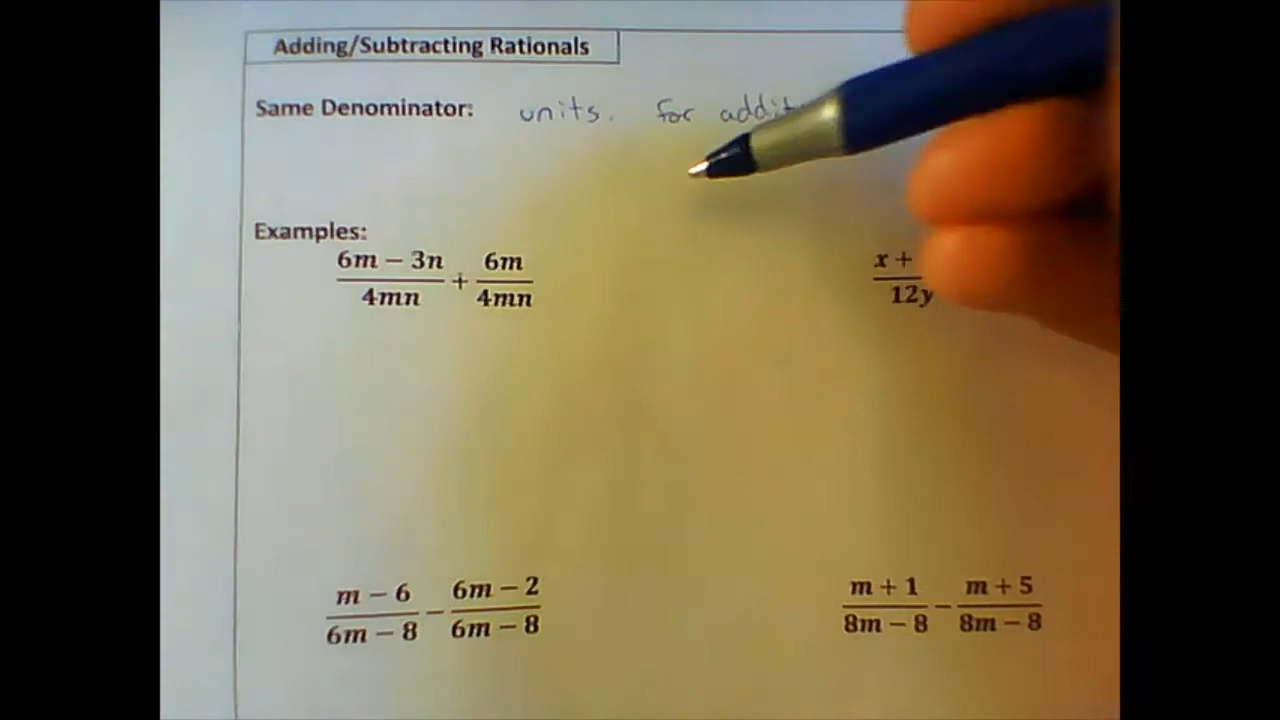 Adding/Subtracting Rationals
Same Denominator: units. for
Examples:
6m − 3n / 4mn + 6m / 4mn
x + / 12y
m − 6 / 6m − 8 − 6m − 2 / 6m − 8
m + 1 / 8m − 8 − m + 5 / 8m − 8